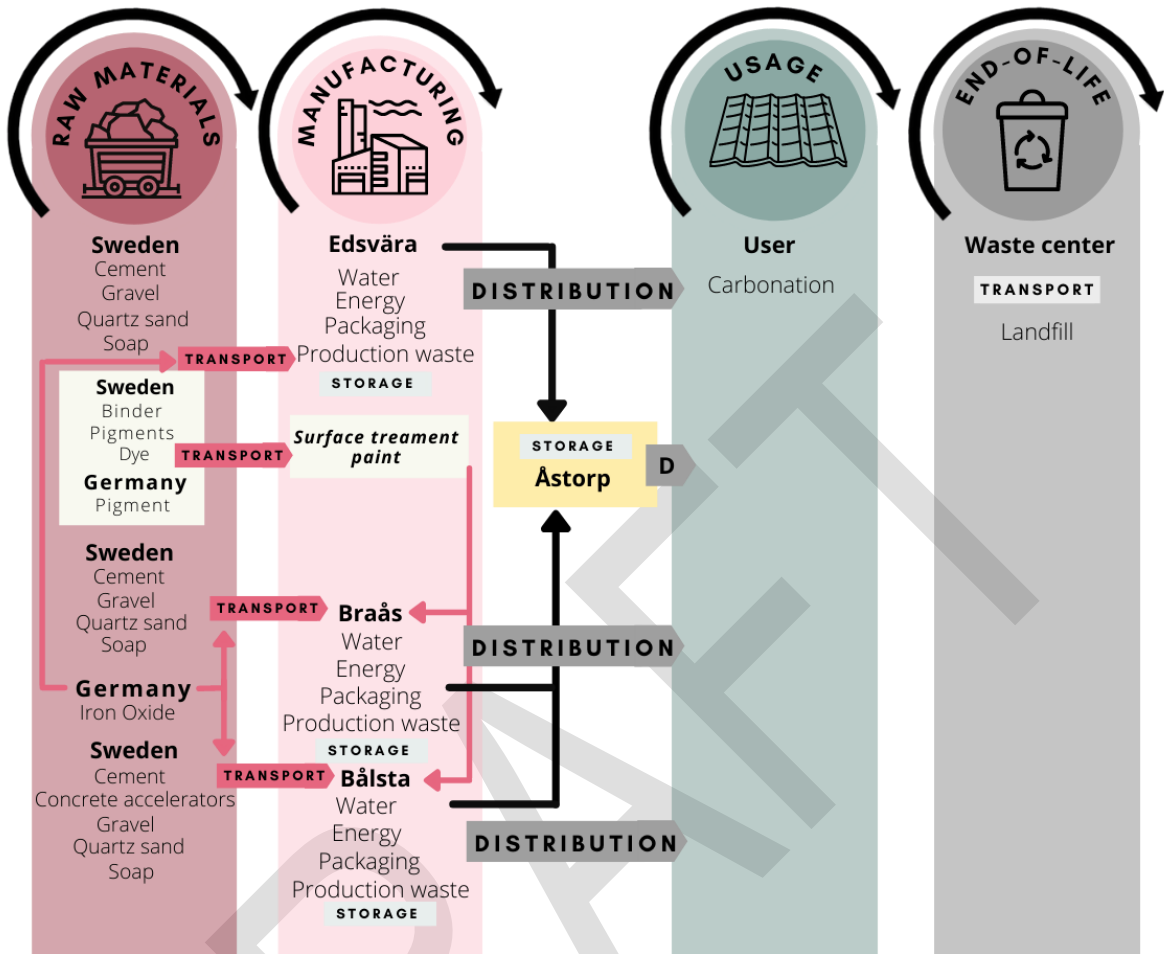 RAW MATERIALS
Sweden
Cement
Gravel
Quartz sand
Soap
TRANSPORT
Sweden
Binder
Pigments
Dye
Germany
Pigment
TRANSPORT
Sweden
Cement
Gravel
Quartz sand
Soap
TRANSPORT
Germany
Iron Oxide
Sweden
Cement
Concrete accelerators
Gravel
Quartz sand
Soap
TRANSPORT
MANUFACTURING
Edsvära
Water
Energy
Packaging
Production waste
STORAGE
Surface treament
paint
Braås
Water
Energy
Packaging
Production waste
STORAGE
Bålsta
Water
Energy
Packaging
Production waste
STORAGE
DISTRIBUTION
STORAGE
Åstorp
D
DISTRIBUTION
DISTRIBUTION
USAGE
User
Carbonation
END-OF-LIFE
Waste center
TRANSPORT
Landfill
DRAFT